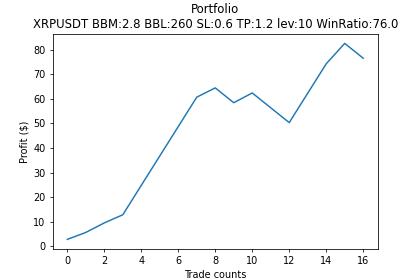 Portfolio
XRPUSDT BBM:2.8 BBL:260 SL:0.6 TP:1.2 lev:10 WinRatio:76.0
80
70
60
50
40
30
20
10
0
Profit ($)
0 2 4 6 8 10 12 14 16
Trade counts